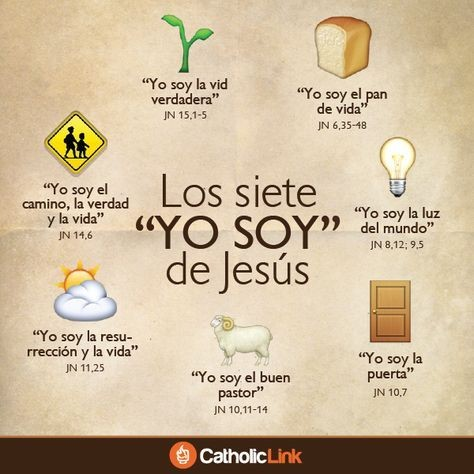 Los siete
“YO SOY”
de Jesús
“Yo soy la vid
verdadera”
JN 15,1-5
“Yo soy el pan
de vida”
JN 6,35-48
“Yo soy la luz
del mundo”
JN 8,12; 9,5
“Yo soy la
puerta”
JN 10,7
“Yo soy el buen
pastor”
JN 10,11-14
“Yo soy la resu-
rrección y la vida”
JN 11,25
“Yo soy el
camino, la verdad
y la vida”
JN 14,6
CatholicLink